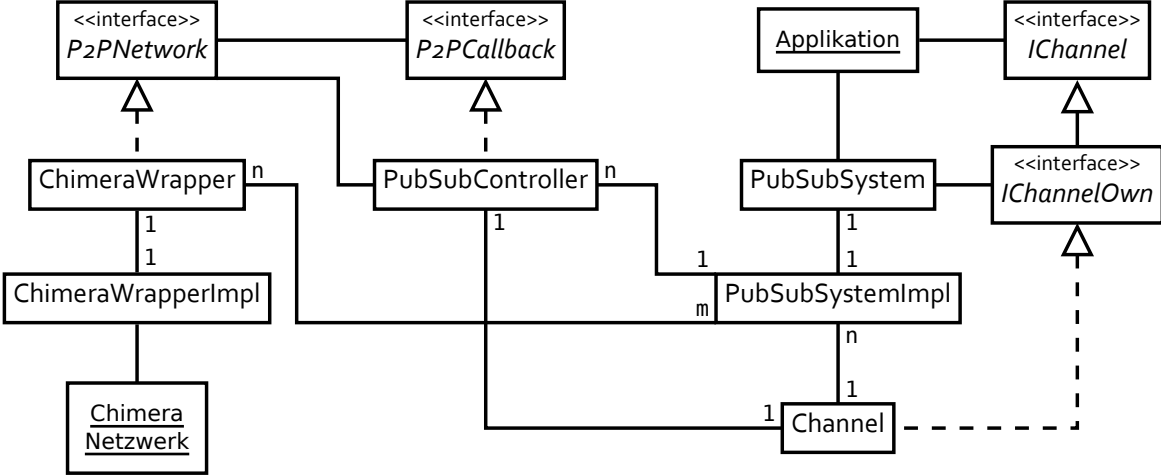 <<interface>>
P2PNetwork
<<interface>>
P2PCallback
Applikation
<<interface>>
IChannel
ChimeraWrapper
n
PubSubController
n
PubSubSystem
<<interface>>
IChannelOwn
1
1
1
1
1
1
ChimeraWrapperImpl
m
PubSubSystemImpl
n
1
Chimera
Netzwerk
1
Channel